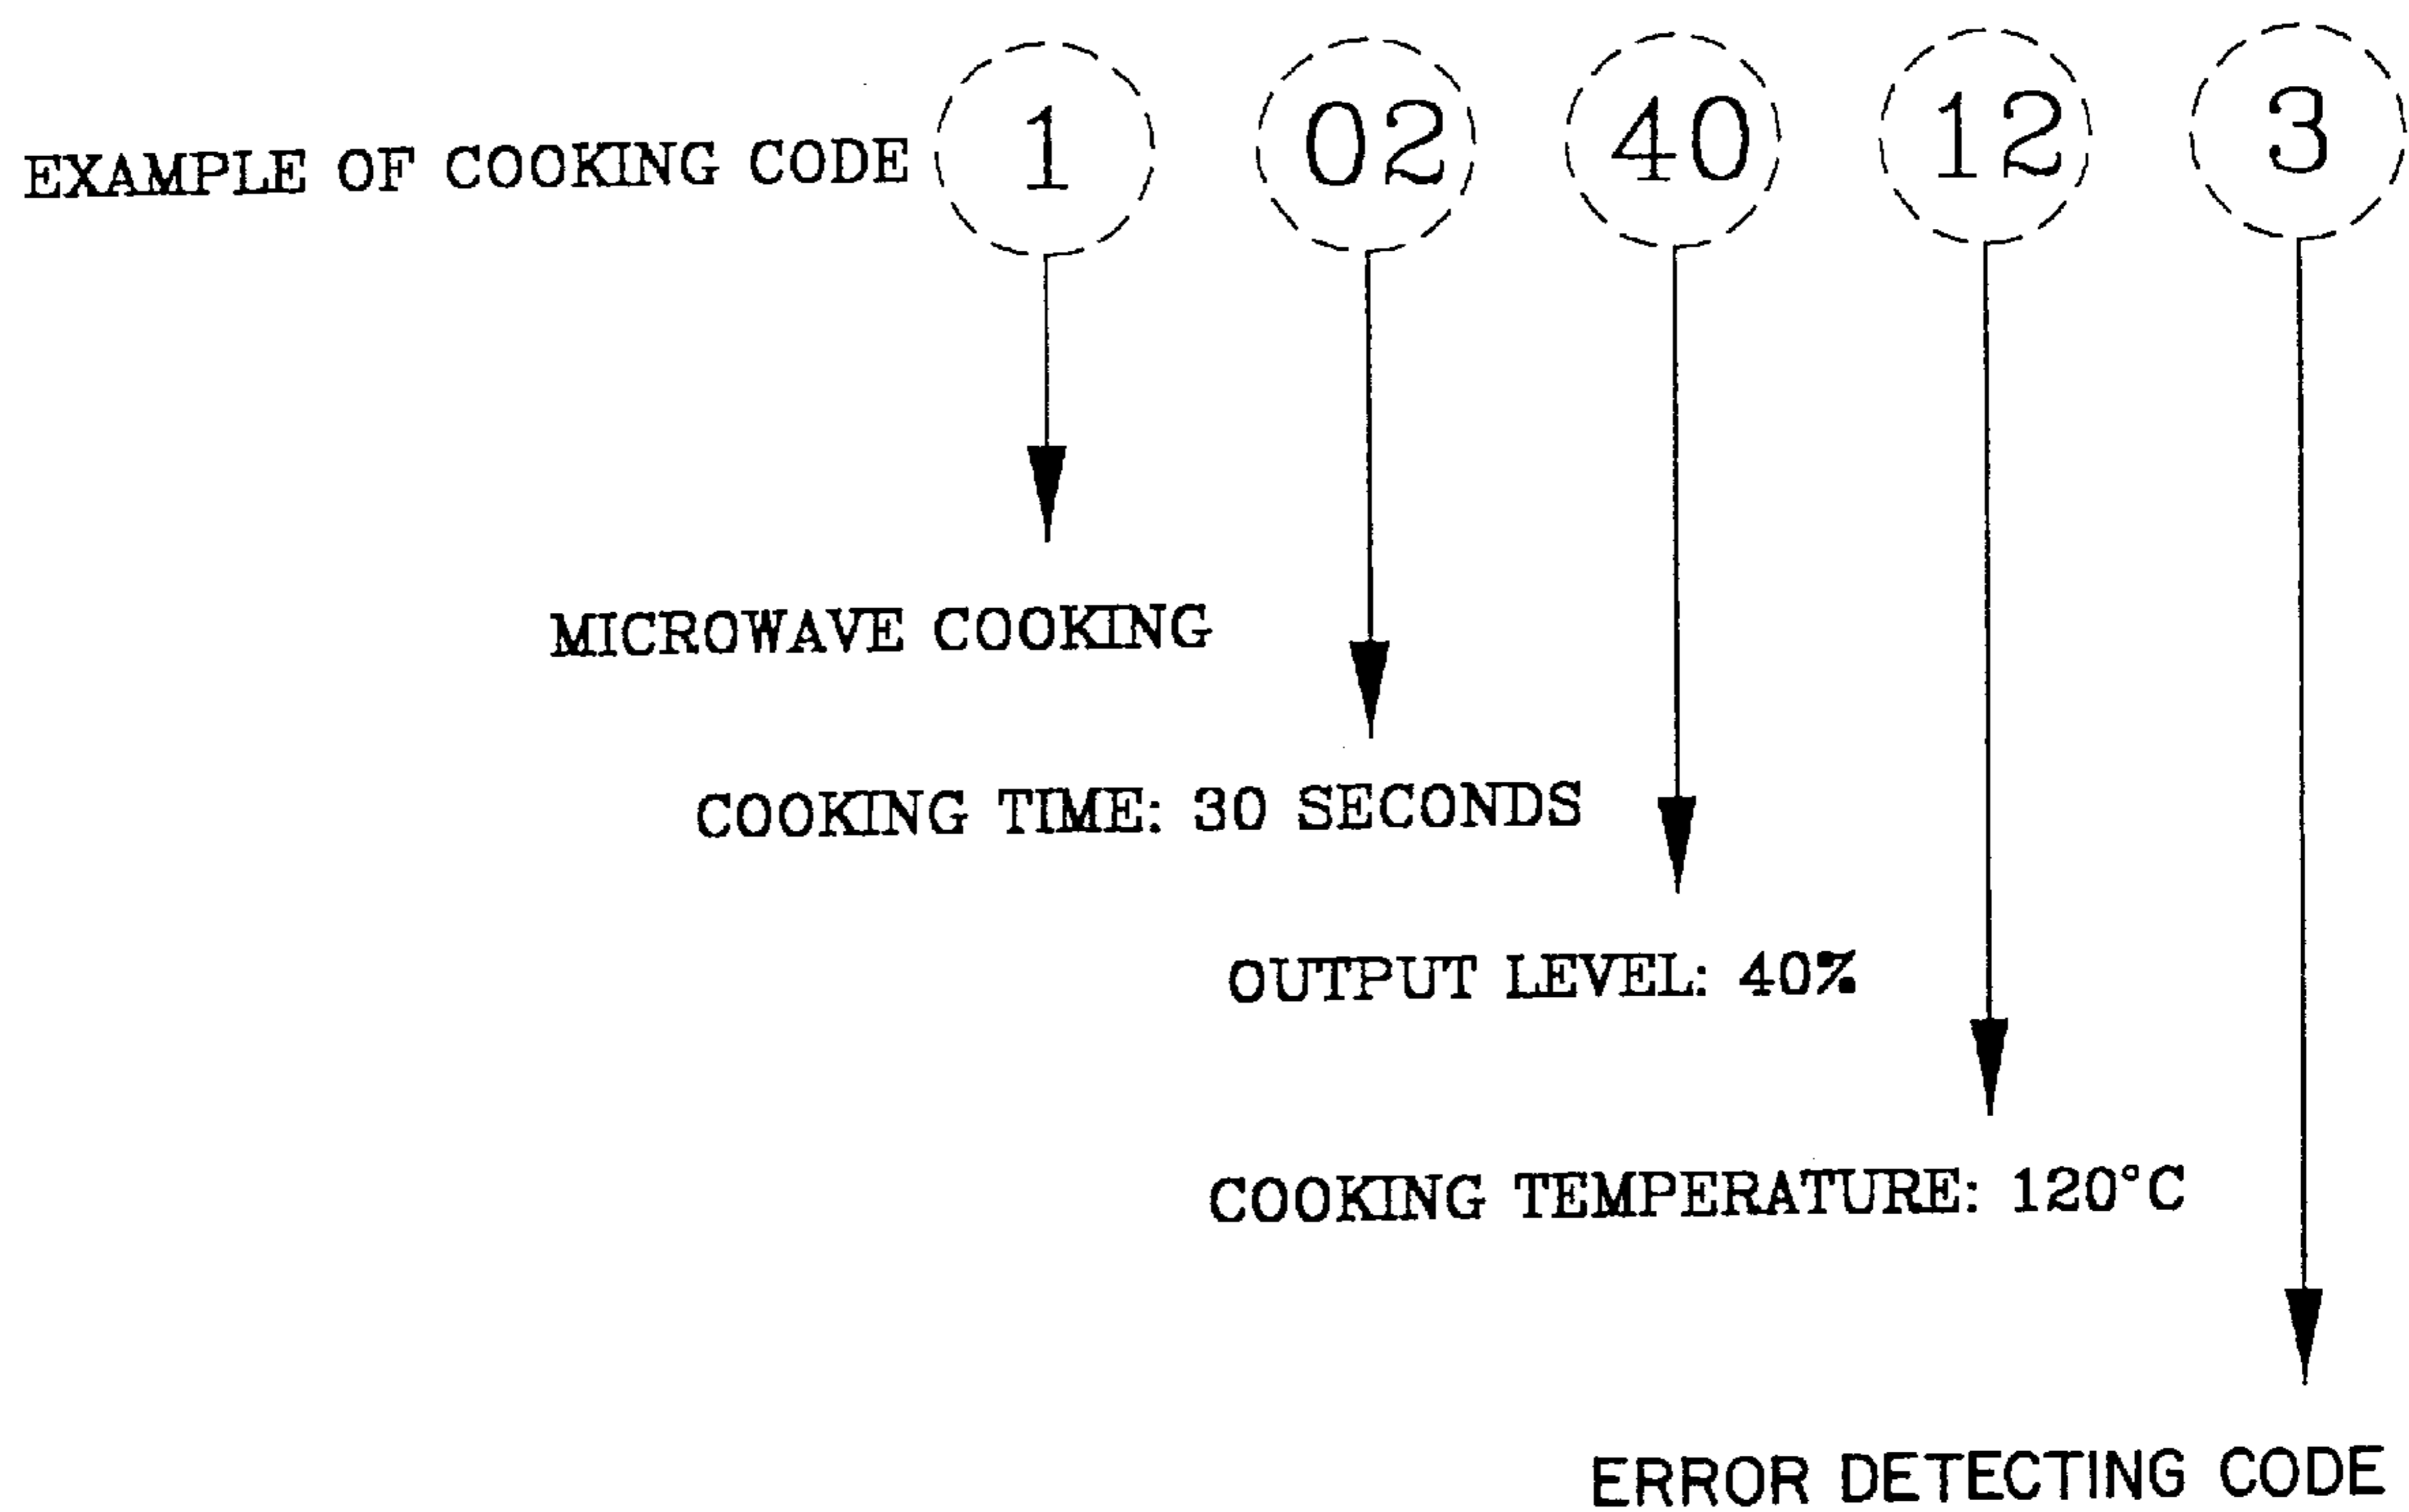 EXAMPLE OF COOKING CODE 1 02 40 12 3
MICROWAVE COOKING
COOKING TIME: 30 SECONDS
OUTPUT LEVEL: 40%
COOKING TEMPERATURE: 120°C
ERROR DETECTING CODE